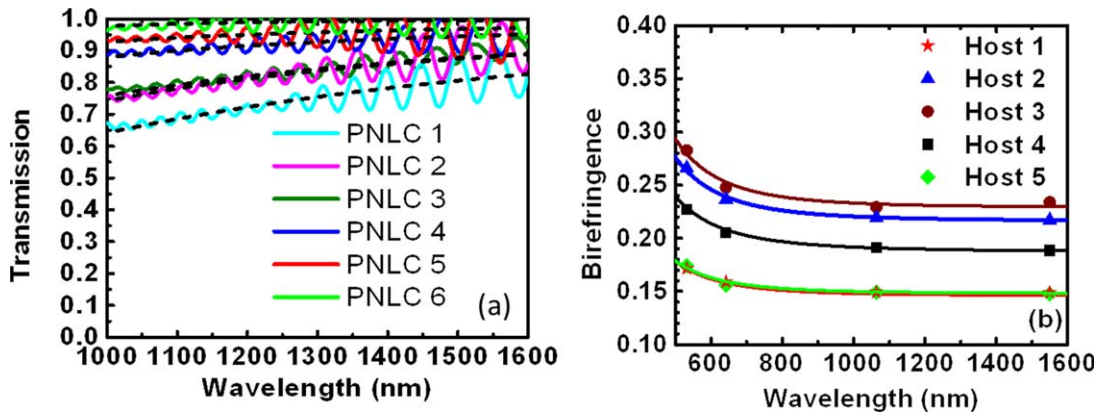 Transmission
1.0
0.9
0.8
0.7
0.6
0.5
0.4
0.3
0.2
0.1
0.0
PNLC 1
PNLC 2
PNLC 3
PNLC 4
PNLC 5
PNLC 6
(a)
1000 1100 1200 1300 1400 1500 1600
Wavelength (nm)
Birefringence
0.40
0.35
0.30
0.25
0.20
0.15
0.10
Host 1
Host 2
Host 3
Host 4
Host 5
(b)
600 800 1000 1200 1400 1600
Wavelength (nm)